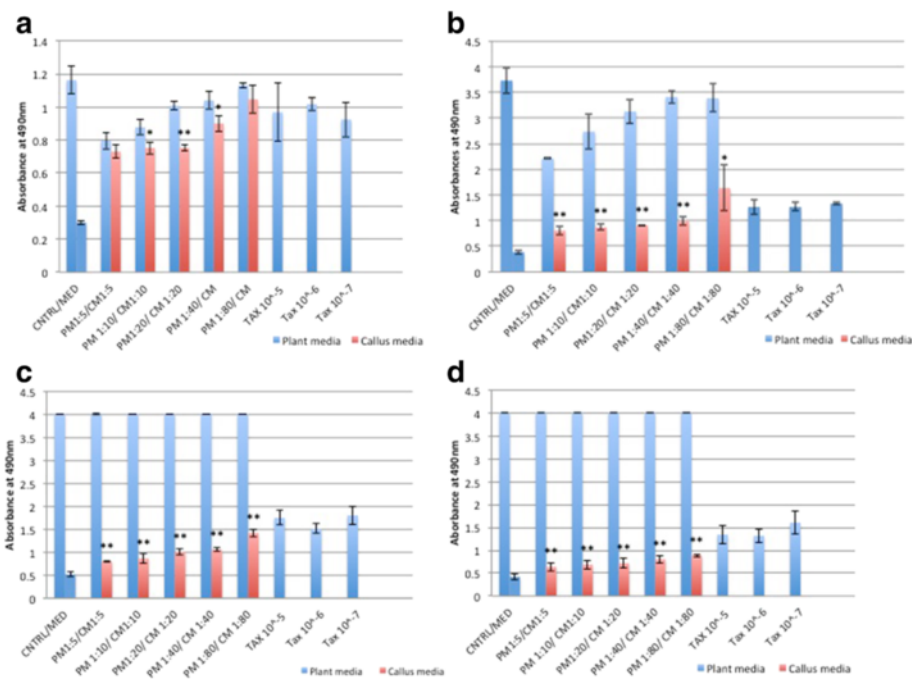 a
Absorbance at 490nm
1.4
1.2
1
0.8
0.6
0.4
0.2
0
*
**
*
CNTRL/MED
PM1:5/CM1:5
PM 1:10/ CM1:10
PM1:20/ CM 1:20
PM 1:40/ CM
PM 1:80/ CM
TAX 10^-5
Tax 10^-6
Tax 10^-7
Plant media Callus media
b
Absorbances at 490nm
4.5
4
3.5
3
2.5
2
1.5
1
0.5
0
**
**
**
**
*
CNTRL/MED
PM1:5/CM1:5
PM 1:10/ CM1:10
PM1:20/ CM 1:20
PM 1:40/ CM 1:40
PM 1:80/ CM 1:80
TAX 10^-5
Tax 10^-6
Tax 10^-7
Plant media Callus media
c
Absorbance at 490nm
4.5
4
3.5
3
2.5
2
1.5
1
0.5
0
**
**
**
**
**
CNTRL/MED
PM1:5/CM1:5
PM 1:10/ CM1:10
PM1:20/ CM 1:20
PM 1:40/ CM 1:40
PM 1:80/ CM 1:80
TAX 10^-5
Tax 10^-6
Tax 10^-7
Plant media Callus media
d
Absorbance at 490nm
4.5
4
3.5
3
2.5
2
1.5
1
0.5
0
**
**
**
**
**
CNTRL/MED
PM1:5/CM1:5
PM 1:10/ CM1:10
PM1:20/ CM 1:20
PM 1:40/ CM 1:40
PM 1:80/ CM 1:80
TAX 10^-5
Tax 10^-6
Tax 10^-7
Plant media Callus media